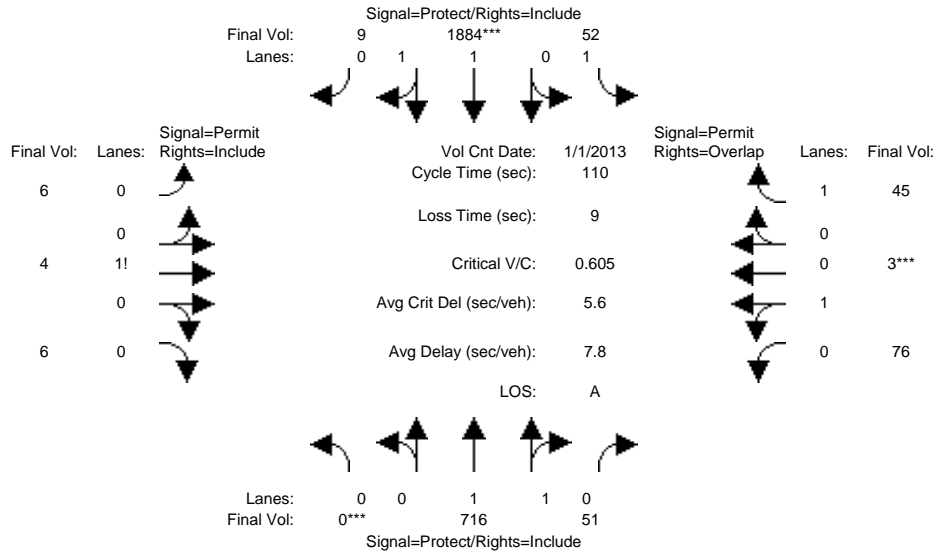 Signal=Protect/Rights=Include
Final Vol: 9 1884*** 52
Lanes: 0 1 1 0 1
Signal=Permit Signal=Permit
Final Vol: Lanes: Rights=Include Vol Cnt Date: 1/1/2013 Rights=Overlap Lanes: Final Vol:
Cycle Time (sec): 110
6 0 1 45
Loss Time (sec): 9
0 0
4 1! Critical V/C: 0.605 0 3***
0 Avg Crit Del (sec/veh): 5.6 1
6 0 Avg Delay (sec/veh): 7.8 0 76
LOS: A
Lanes: 0 0 1 1 0
Final Vol: 0*** 716 51
Signal=Protect/Rights=Include